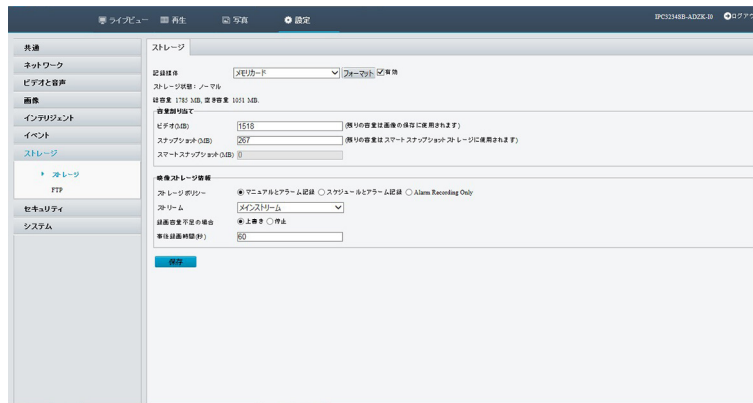 ライブビュー 再生 写真 設定 IPC3234SB-ADZK-I0 ログアウ
共通
ネットワーク
ビデオと音声
画像
インテリジェント
イベント
ストレージ
ストレージ
FTP
セキュリティ
システム
ストレージ
記録媒体 メモリカード フォーマット 有効
ストレージ状態：ノーマル
総容量 1785 MB, 空き容量 1051 MB.
容量割り当て
ビデオ(MB) 1518 (残りの容量は画像の保存に使用されます)
スナップショット(MB) 267 (残りの容量はスマートスナップショットストレージに使用されます)
スマートスナップショット(MB) 0
映像ストレージ情報
ストレージポリシー マニュアルとアラーム記録 スケジュールとアラーム記録 Alarm Recording Only
ストリーム メインストリーム
録画容量不足の場合 上書き 停止
事後録画時間(秒) 60
保存